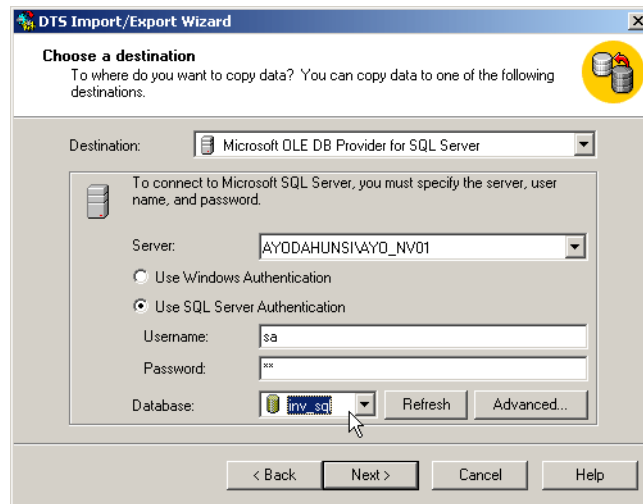 DTS Import/Export Wizard
Choose a destination
To where do you want to copy data? You can copy data to one of the following
destinations.
Destination: Microsoft OLE DB Provider for SQL Server
To connect to Microsoft SQL Server, you must specify the server, user
name, and password.
Server: AYODAHUNSI\AYO_NV01
Use Windows Authentication
Use SQL Server Authentication
Username: sa
Password: **
Database: inv_sql Refresh Advanced...
< Back Next > Cancel Help